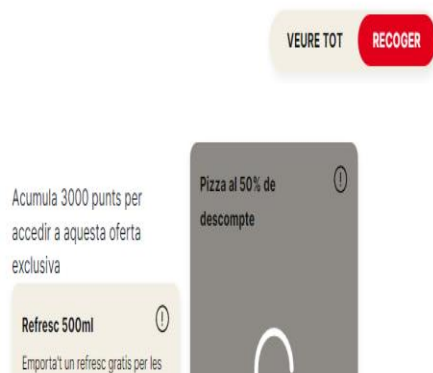 VEURE TOT
RECOGER
Acumula 3000 punts per
accedir a aquesta oferta
exclusiva
Refresc 500ml
Emporta't un refresc gratis per les
Pizza al 50% de
descompte